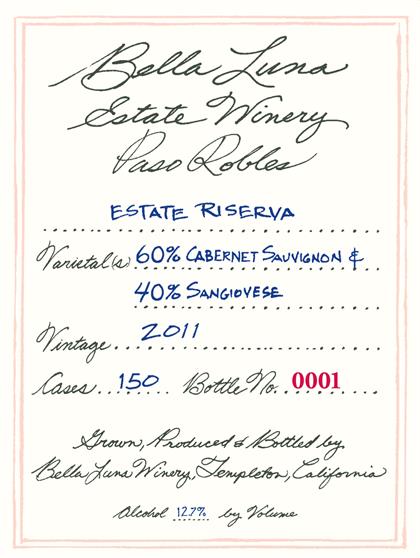 Bella Luna
Estate Winery
Paso Robles
ESTATE RISERVA
Varietal(s) 60% CABERNET SAUVIGNON &
40% SANGIOVESE
Vintage 2011
Cases 150 Bottle No. 0001
Grown, Produced & Bottled by
Bella Luna Winery, Templeton, California
Alcohol 12.7% by Volume